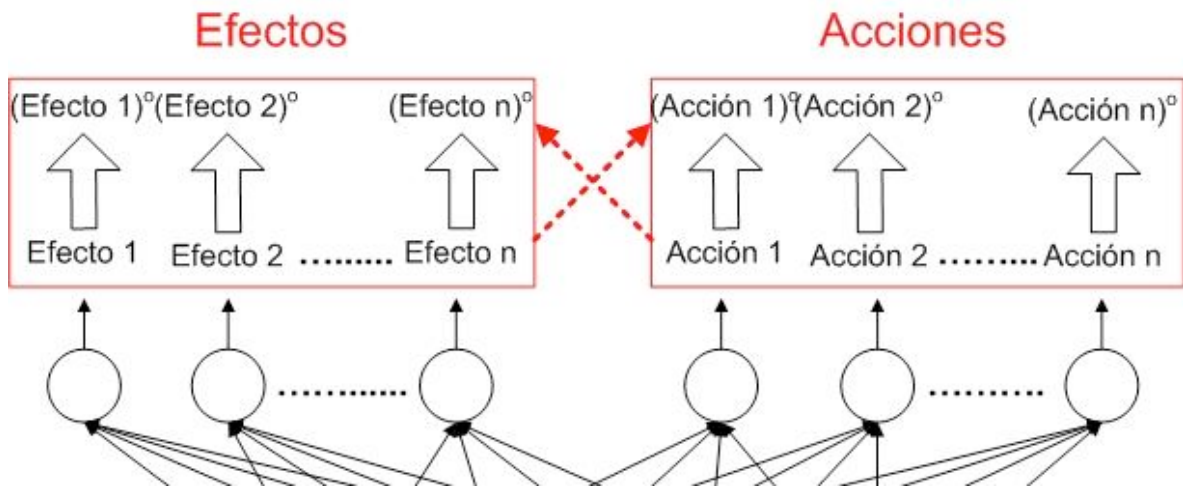 Efectos Acciones
(Efecto 1)º (Efecto 2)º (Efecto n)º (Acción 1)º (Acción 2)º (Acción n)º
Efecto 1 Efecto 2 .......... Efecto n Acción 1 Acción 2 ......... Acción n